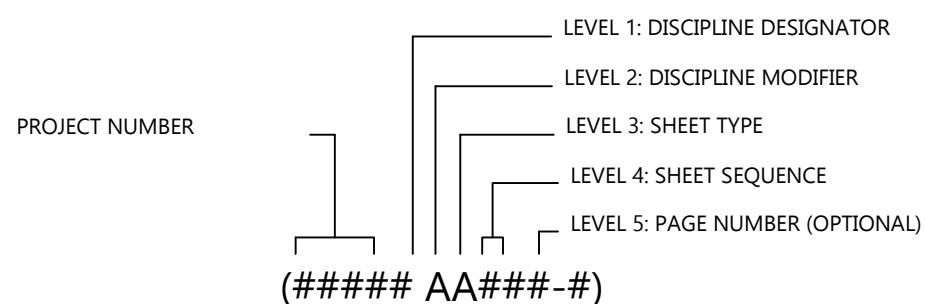 LEVEL 1: DISCIPLINE DESIGNATOR
LEVEL 2: DISCIPLINE MODIFIER
PROJECT NUMBER
LEVEL 3: SHEET TYPE
LEVEL 4: SHEET SEQUENCE
LEVEL 5: PAGE NUMBER (OPTIONAL)
(##### AA###-#)